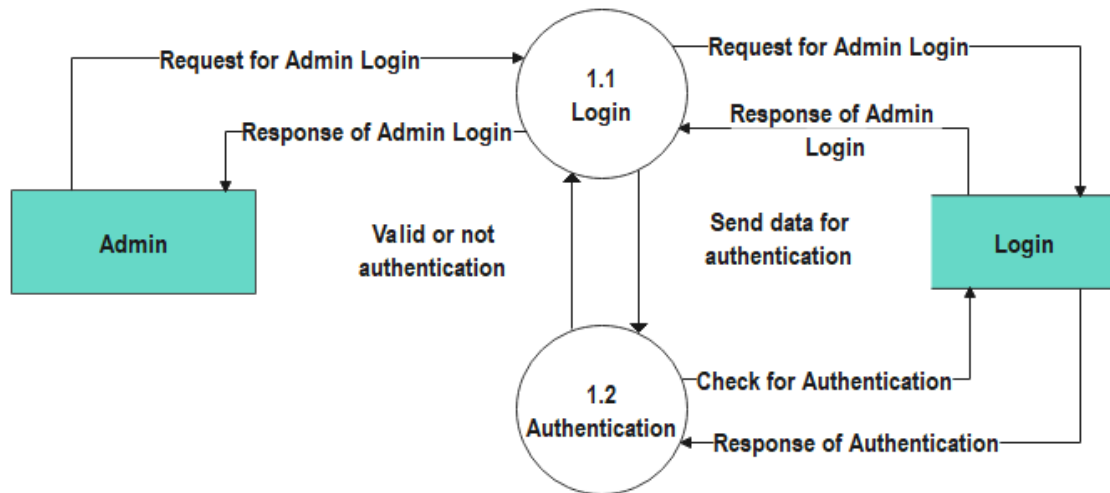 Request for Admin Login
1.1
Login
Request for Admin Login
Response of Admin Login
Response of Admin
Login
Admin
Valid or not
authentication
Send data for
authentication
Login
1.2
Authentication
Check for Authentication
Response of Authentication